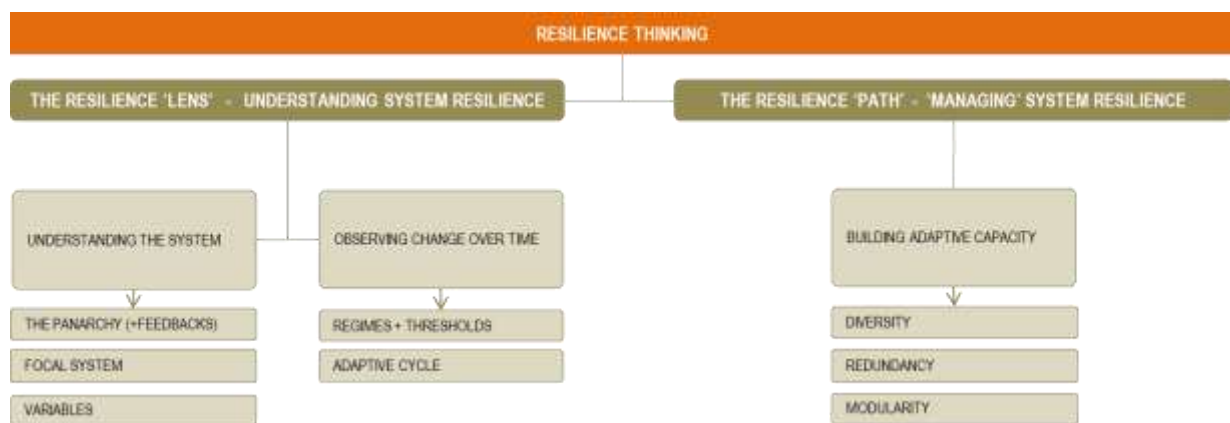 RESILIENCE THINKING
THE RESILIENCE 'LENS' - UNDERSTANDING SYSTEM RESILIENCE
THE RESILIENCE 'PATH' - 'MANAGING' SYSTEM RESILIENCE
UNDERSTANDING THE SYSTEM
OBSERVING CHANGE OVER TIME
BUILDING ADAPTIVE CAPACITY
THE PANARCHY (+FEEDBACKS)
REGIMES + THRESHOLDS
DIVERSITY
FOCAL SYSTEM
ADAPTIVE CYCLE
REDUNDANCY
VARIABLES
MODULARITY